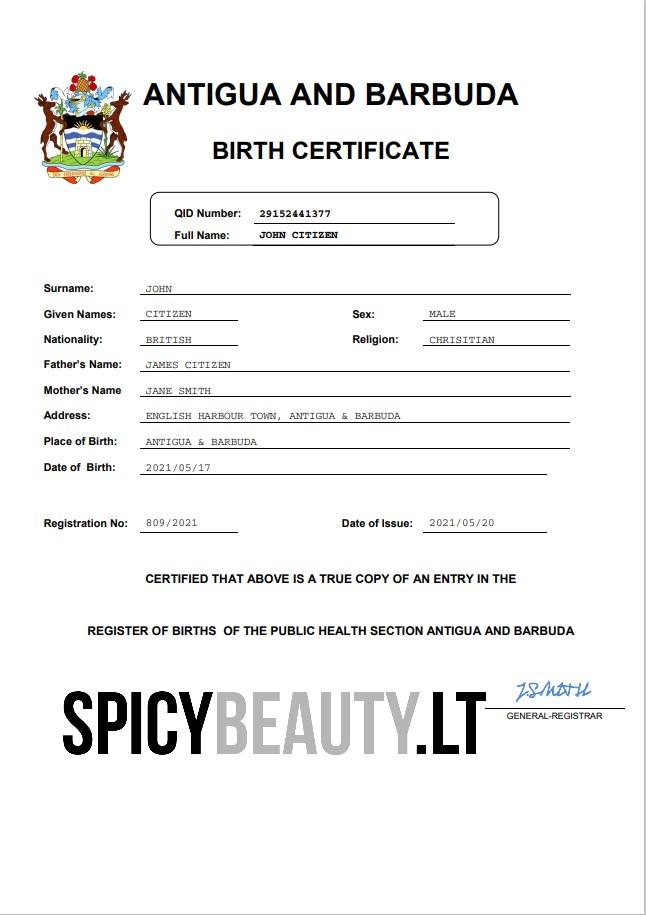 ANTIGUA AND BARBUDA
BIRTH CERTIFICATE
QID Number: 29152441377
Full Name: JOHN CITIZEN
Surname: JOHN
Given Names: CITIZEN Sex: MALE
Nationality: BRITISH Religion: CHRISITIAN
Father's Name: JAMES CITIZEN
Mother's Name JANE SMITH
Address: ENGLISH HARBOUR TOWN, ANTIGUA & BARBUDA
Place of Birth: ANTIGUA & BARBUDA
Date of Birth: 2021/05/17
Registration No: 809/2021 Date of Issue: 2021/05/20
CERTIFIED THAT ABOVE IS A TRUE COPY OF AN ENTRY IN THE
REGISTER OF BIRTHS OF THE PUBLIC HEALTH SECTION ANTIGUA AND BARBUDA
J.SMITH
SPICYBEAUTY.LT
GENERAL-REGISTRAR